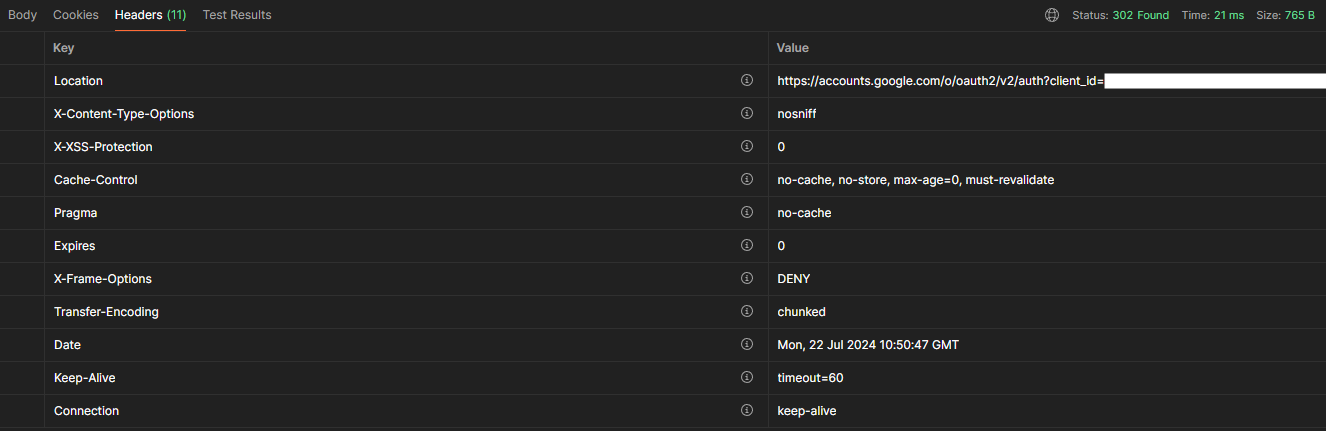 Body Cookies Headers (11) Test Results Status: 302 Found Time: 21 ms Size: 765 B
Key Value
Location https://accounts.google.com/o/oauth2/v2/auth?client_id=
X-Content-Type-Options nosniff
X-XSS-Protection 0
Cache-Control no-cache, no-store, max-age=0, must-revalidate
Pragma no-cache
Expires 0
X-Frame-Options DENY
Transfer-Encoding chunked
Date Mon, 22 Jul 2024 10:50:47 GMT
Keep-Alive timeout=60
Connection keep-alive